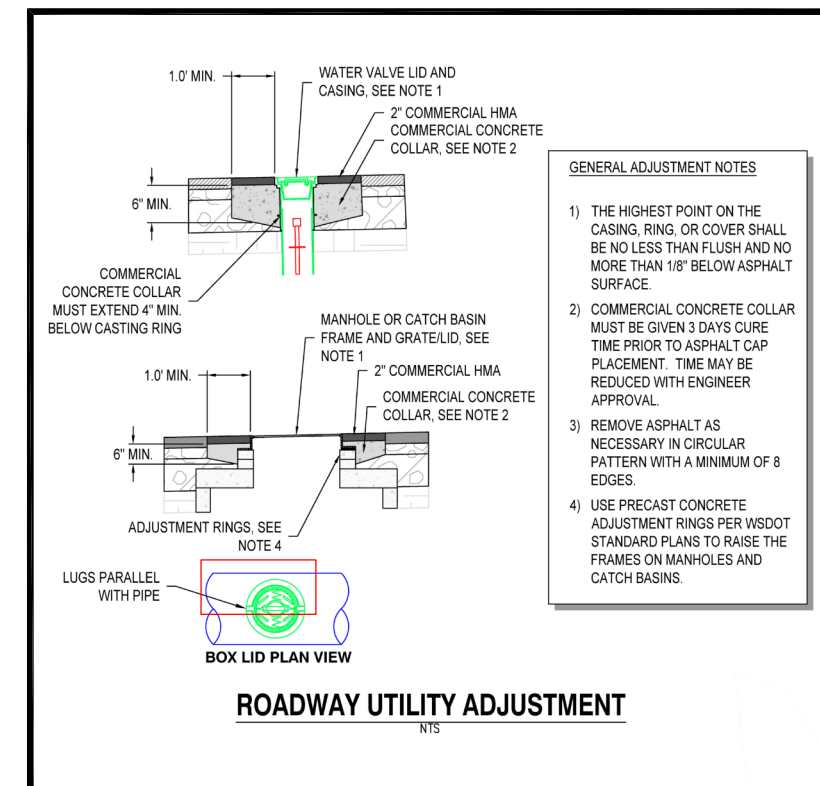 1.0' MIN.
WATER VALVE LID AND
CASING, SEE NOTE 1
2" COMMERCIAL HMA
COMMERCIAL CONCRETE
COLLAR, SEE NOTE 2
6" MIN.
COMMERCIAL
CONCRETE COLLAR
MUST EXTEND 4" MIN.
BELOW CASTING RING
MANHOLE OR CATCH BASIN
FRAME AND GRATE/LID, SEE
NOTE 1
1.0' MIN.
2" COMMERCIAL HMA
COMMERCIAL CONCRETE
COLLAR, SEE NOTE 2
6" MIN.
ADJUSTMENT RINGS, SEE
NOTE 4
LUGS PARALLEL
WITH PIPE
W
W
BOX LID PLAN VIEW
GENERAL ADJUSTMENT NOTES
1) THE HIGHEST POINT ON THE
CASING, RING, OR COVER SHALL
BE NO LESS THAN FLUSH AND NO
MORE THAN 1/8" BELOW ASPHALT
SURFACE.
2) COMMERCIAL CONCRETE COLLAR
MUST BE GIVEN 3 DAYS CURE
TIME PRIOR TO ASPHALT CAP
PLACEMENT. TIME MAY BE
REDUCED WITH ENGINEER
APPROVAL.
3) REMOVE ASPHALT AS
NECESSARY IN CIRCULAR
PATTERN WITH A MINIMUM OF 8
EDGES.
4) USE PRECAST CONCRETE
ADJUSTMENT RINGS PER WSDOT
STANDARD PLANS TO RAISE THE
FRAMES ON MANHOLES AND
CATCH BASINS.
ROADWAY UTILITY ADJUSTMENT
NTS